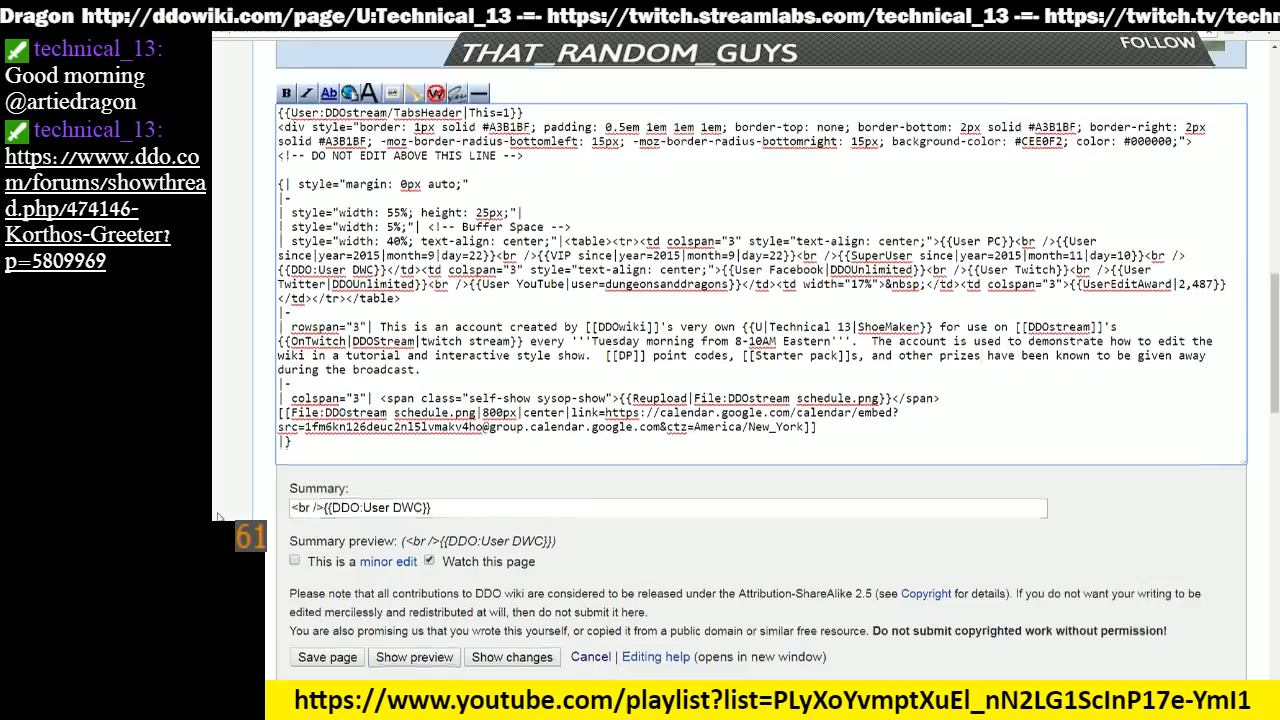 Dragon http://ddowiki.com/page/U:Technical_13 -=- https://twitch.streamlabs.com/technical_13 -=- https://twitch.tv/techn
technical_13:
Good morning
@artiedragon
technical_13:
https://www.ddo.co
m/forums/showthrea
d.php/474146-
Korthos-Greeter?
p=5809969
THAT_RANDOM_GUYS
FOLLOW
B I Ab A W
{{User:DDOstream/TabsHeader|This=1}}
<div style="border: 1px solid #A3B1BF; padding: 0.5em 1em 1em 1em; border-top: none; border-bottom: 2px solid #A3B1BF; border-right: 2px
solid #A3B1BF; -moz-border-radius-bottomleft: 15px; -moz-border-radius-bottomright: 15px; background-color: #CEE0F2; color: #000000;">
<!-- DO NOT EDIT ABOVE THIS LINE -->
{| style="margin: 0px auto;"
|-
| style="width: 55%; height: 25px;"|
| style="width: 5%;"| <!-- Buffer Space -->
| style="width: 40%; text-align: center;"|<table><tr><td colspan="3" style="text-align: center;">{{User PC}}<br />{{User
since|year=2015|month=9|day=22}}<br />{{VIP since|year=2015|month=9|day=22}}<br />{{SuperUser since|year=2015|month=11|day=10}}<br />
{{DDO:User DWC}}</td><td colspan="3" style="text-align: center;">{{User Facebook|DDOUnlimited}}<br />{{User Twitch}}<br />{{User
Twitter|DDOUnlimited}}<br />{{User YouTube|user=dungeonsanddragons}}</td><td width="17%">&nbsp;</td><td colspan="3">{{UserEditAward|2,487}}
</td></tr></table>
|-
| rowspan="3"| This is an account created by [[DDOwiki]]'s very own {{U|Technical 13|ShoeMaker}} for use on [[DDOstream]]'s
{{OnTwitch|DDOStream|twitch stream}} every '''Tuesday morning from 8-10AM Eastern'''.  The account is used to demonstrate how to edit the
wiki in a tutorial and interactive style show.  [[DP]] point codes, [[Starter pack]]s, and other prizes have been known to be given away
during the broadcast.
|-
| colspan="3"| <span class="self-show sysop-show">{{Reupload|File:DDOstream schedule.png}}</span>
[[File:DDOstream schedule.png|800px|center|link=https://calendar.google.com/calendar/embed?
src=1fm6kn126deuc2nl5lvmakv4ho@group.calendar.google.com&ctz=America/New_York]]
|}
Summary:
<br />{{DDO:User DWC}}
61
Summary preview: (<br />{{DDO:User DWC}})
This is a minor edit Watch this page
Please note that all contributions to DDO wiki are considered to be released under the Attribution-ShareAlike 2.5 (see Copyright for details). If you do not want your writing to be
edited mercilessly and redistributed at will, then do not submit it here.
You are also promising us that you wrote this yourself, or copied it from a public domain or similar free resource. Do not submit copyrighted work without permission!
Save page Show preview Show changes Cancel | Editing help (opens in new window)
https://www.youtube.com/playlist?list=PLyXoYvmptXuEl_nN2LG1ScInP17e-YmI1